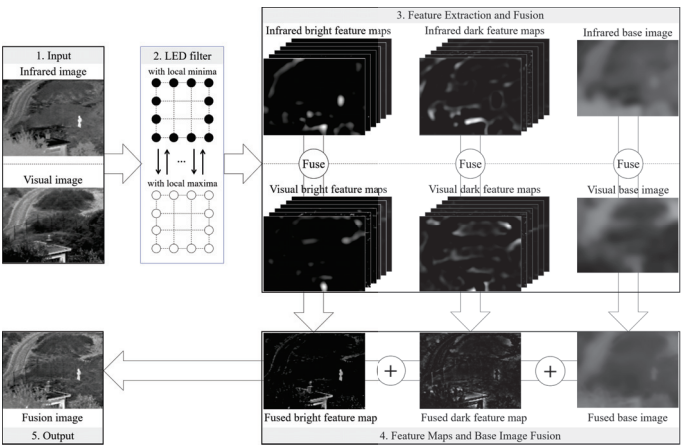 1. Input
Infrared image
Visual image
2. LED filter
with local minima
...
with local maxima
3. Feature Extraction and Fusion
Infrared bright feature maps
Infrared dark feature maps
Infrared base image
Fuse
Fuse
Fuse
Visual bright feature maps
Visual dark feature maps
Visual base image
+
+
Fused bright feature map
Fused dark feature map
Fused base image
4. Feature Maps and Base Image Fusion
Fusion image
5. Output